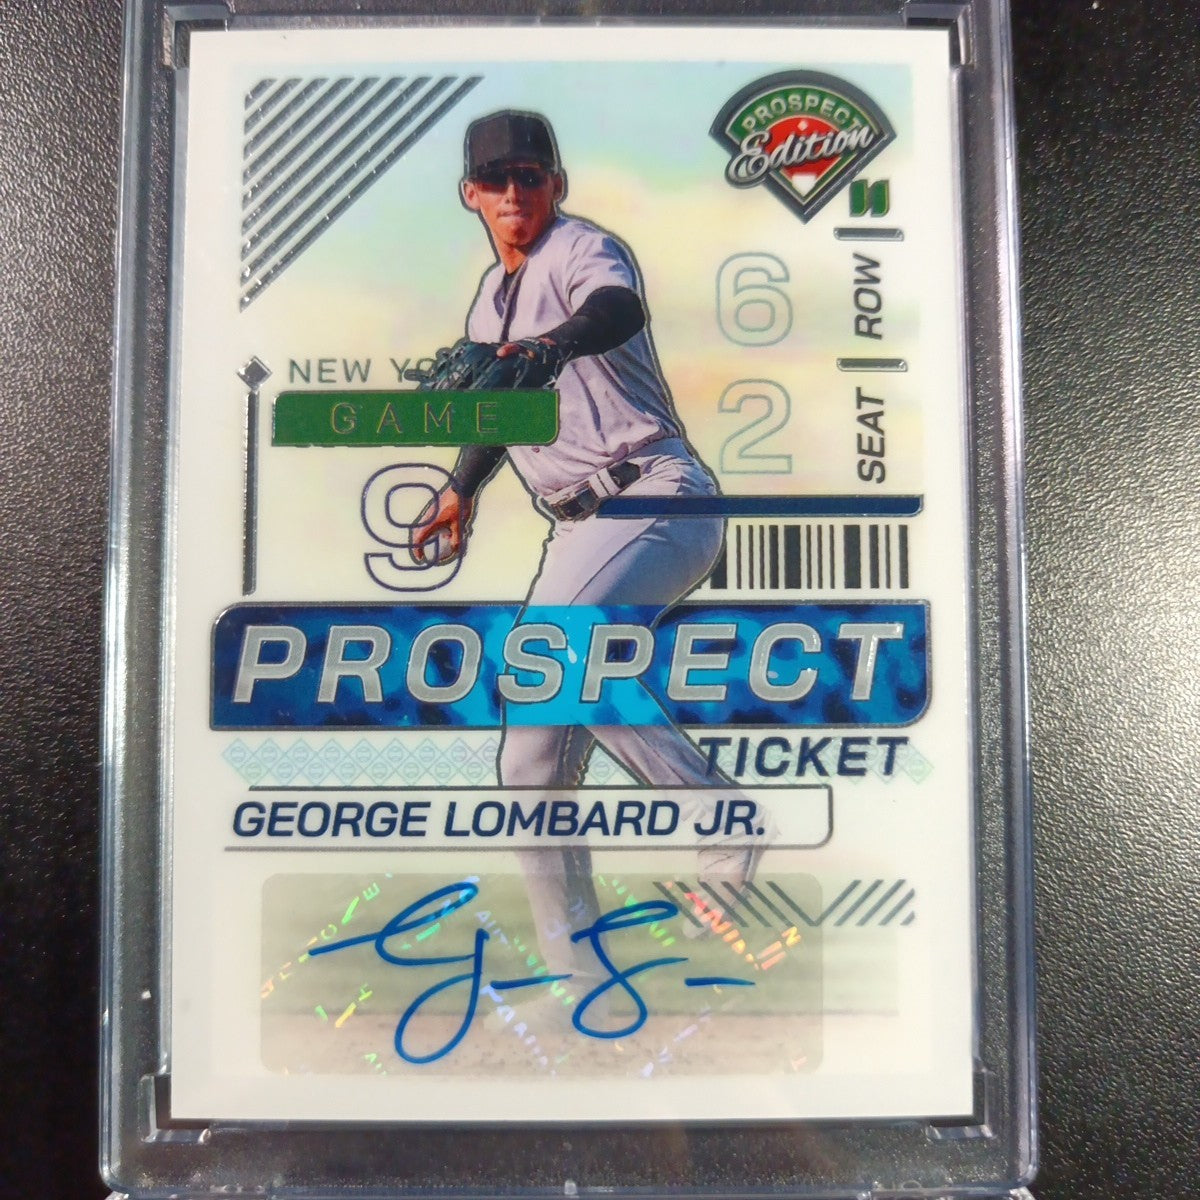 PROSPECT
Edition
NEW YO
GAME
9
6
2
SEAT | ROW |
PROSPECT
TICKET
GEORGE LOMBARD JR.